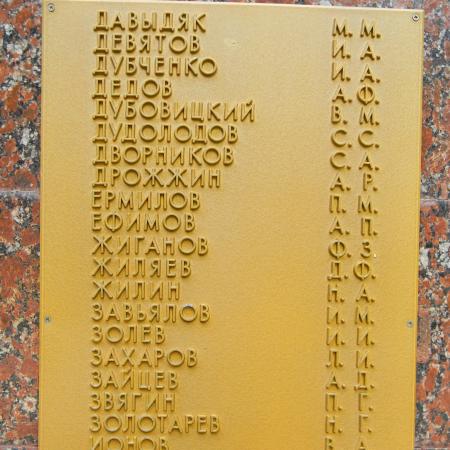 ДАВЫДЯК М. М.
ДЕВЯТОВ И. А.
ДУБЧЕНКО И. А.
ДЕДОВ А. Ф.
ДУБОВИЦКИЙ В. М.
ДУДОЛОДОВ С. С.
ДВОРНИКОВ С. А.
ДРОЖЖИН А. Р.
ЕРМИЛОВ П. М.
ЕФИМОВ А. П.
ЖИГАНОВ Ф. З.
ЖИЛЯЕВ Д. Ф.
ЖИЛИН Н. А.
ЗАВЬЯЛОВ И. М.
ЗОЛЕВ И. И.
ЗАХАРОВ Л. И.
ЗАЙЦЕВ А. Д.
ЗВЯГИН П. Г.
ЗОЛОТАРЕВ Н. Г.
ИОНОВ В. А.